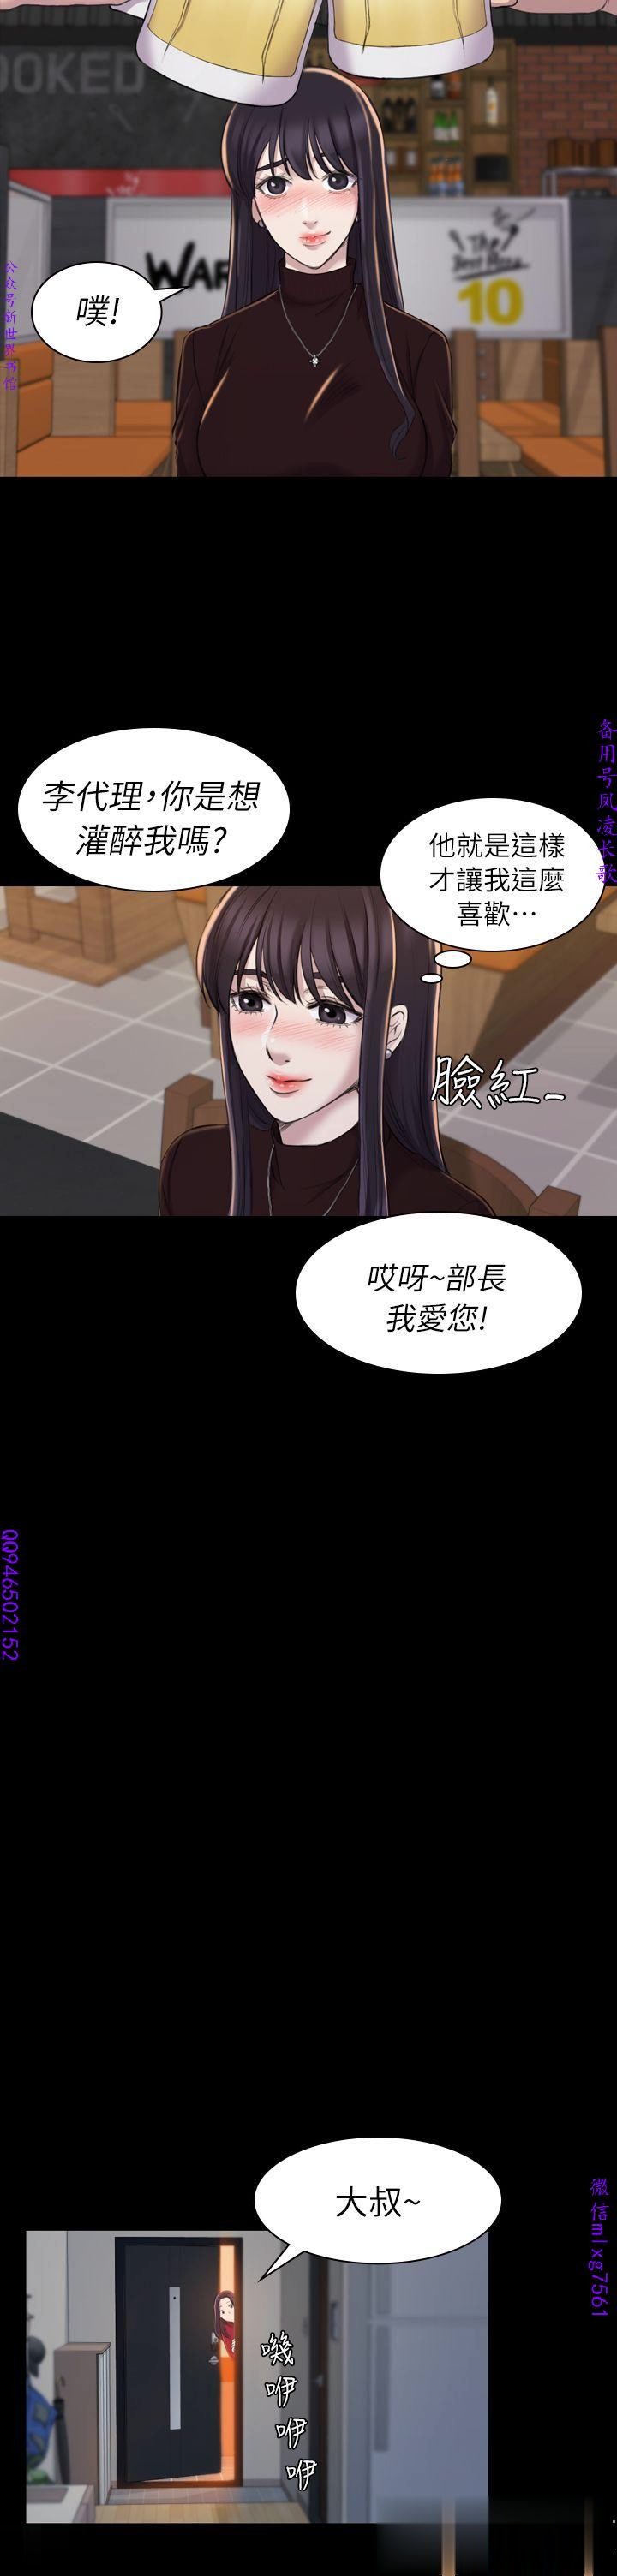 OOKED
WAR
The
10
噗!
公众号新世界书信
备用号凤凌长歌
李代理,你是想
灌醉我嗎?
他就是這樣
才讓我這麼
喜歡…
臉紅~
哎呀~部長
我愛您!
QQ946502152
大叔~
微信mlxg7561
嘰
咿
咿
咿